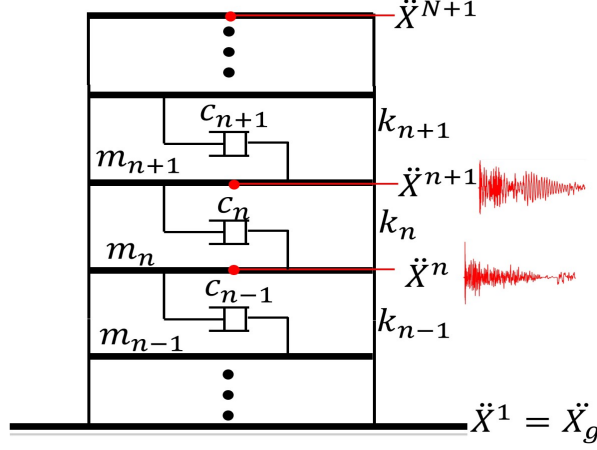 Ẍ^{N+1}
c_{n+1}
k_{n+1}
m_{n+1}
Ẍ^{n+1}
c_n
k_n
m_n
Ẍ^n
c_{n-1}
k_{n-1}
m_{n-1}
Ẍ^1 = Ẍ_g